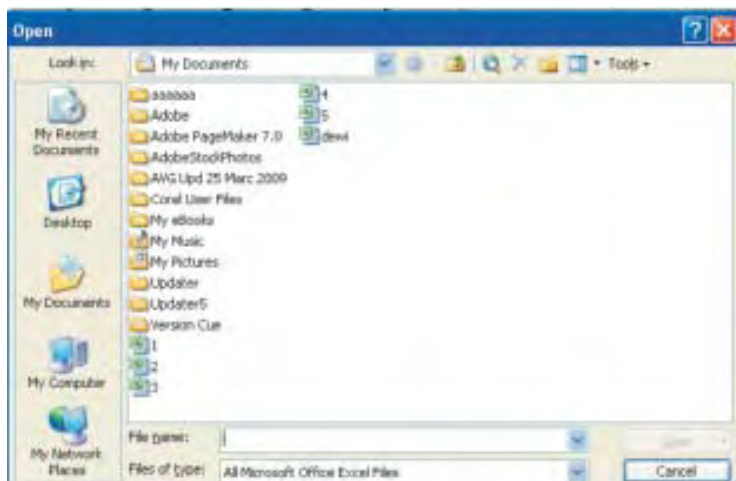 Open
Look in:
My Documents
Tools
My Recent
Documents
Desktop
My Documents
My Computer
My Network
Places
aaaaaa
Adobe
Adobe PageMaker 7.0
AdobeStockPhotos
AVG Upd 25 Marc 2009
Corel User Files
My eBooks
My Music
My Pictures
Updater
Updater5
Version Cue
1
2
3
4
5
dewi
File name:
Files of type:
All Microsoft Office Excel Files
Cancel